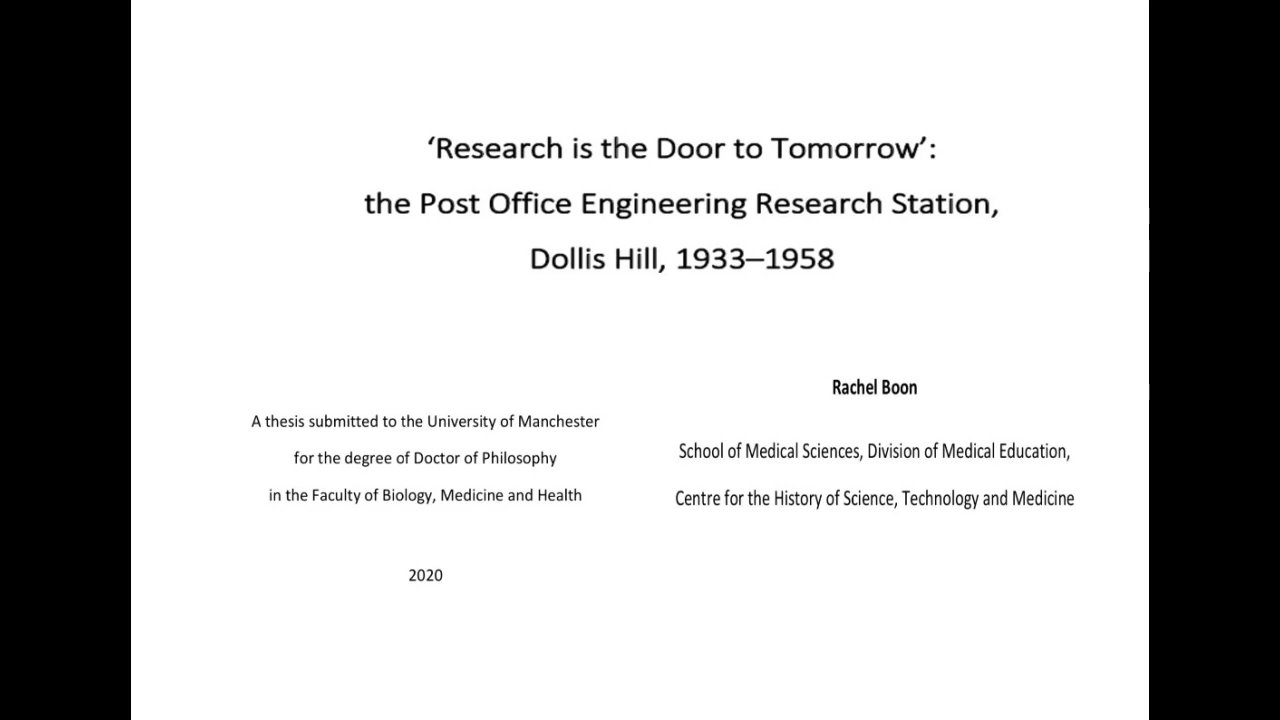 ‘Research is the Door to Tomorrow’:
the Post Office Engineering Research Station,
Dollis Hill, 1933–1958
A thesis submitted to the University of Manchester
for the degree of Doctor of Philosophy
in the Faculty of Biology, Medicine and Health
2020
Rachel Boon
School of Medical Sciences, Division of Medical Education,
Centre for the History of Science, Technology and Medicine